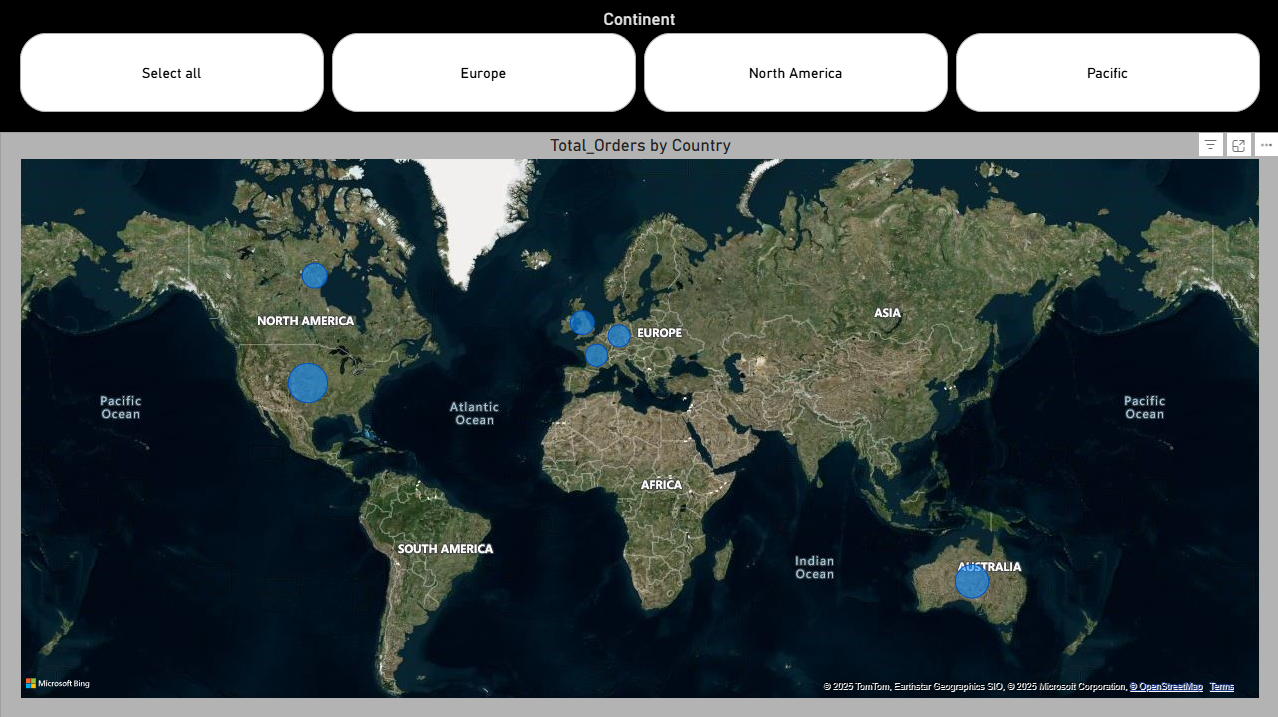 Continent
Select all
Europe
North America
Pacific
Total_Orders by Country
NORTH AMERICA
EUROPE
ASIA
Pacific
Ocean
Atlantic
Ocean
Pacific
Ocean
AFRICA
SOUTH AMERICA
Indian
Ocean
AUSTRALIA
Microsoft Bing
© 2025 TomTom, Earthstar Geographics SIO, © 2025 Microsoft Corporation, © OpenStreetMap Terms